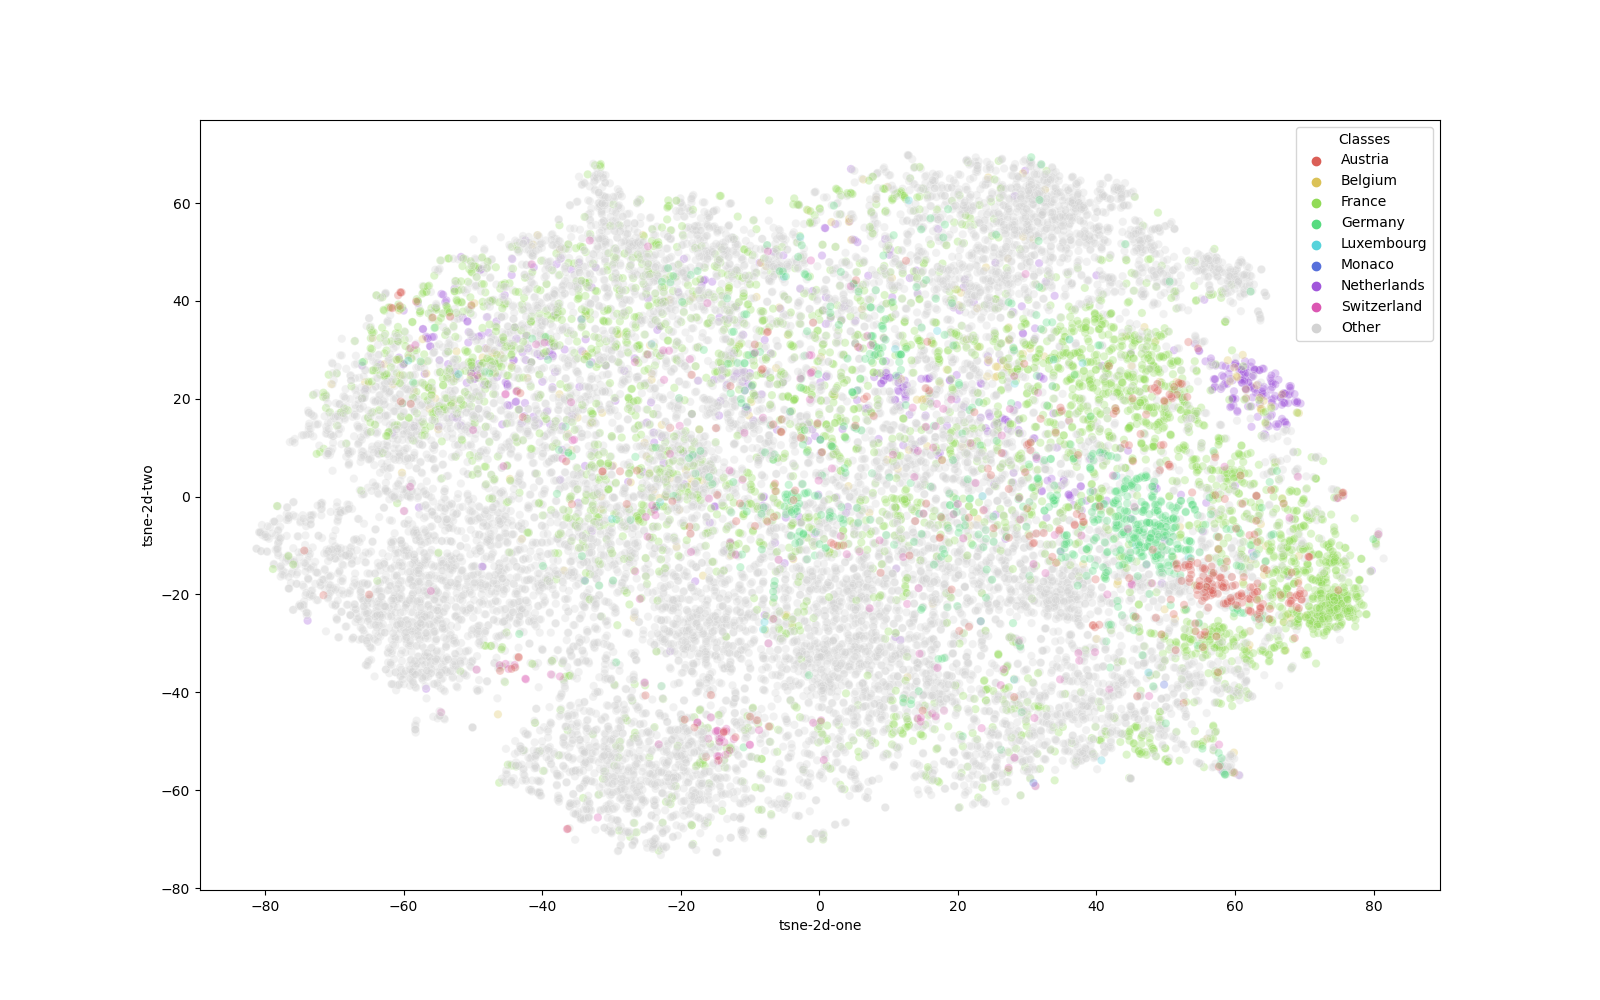 Classes
Austria
Belgium
France
Germany
Luxembourg
Monaco
Netherlands
Switzerland
Other
60
40
20
0
−20
−40
−60
−80
tsne-2d-two
−80 −60 −40 −20 0 20 40 60 80
tsne-2d-one